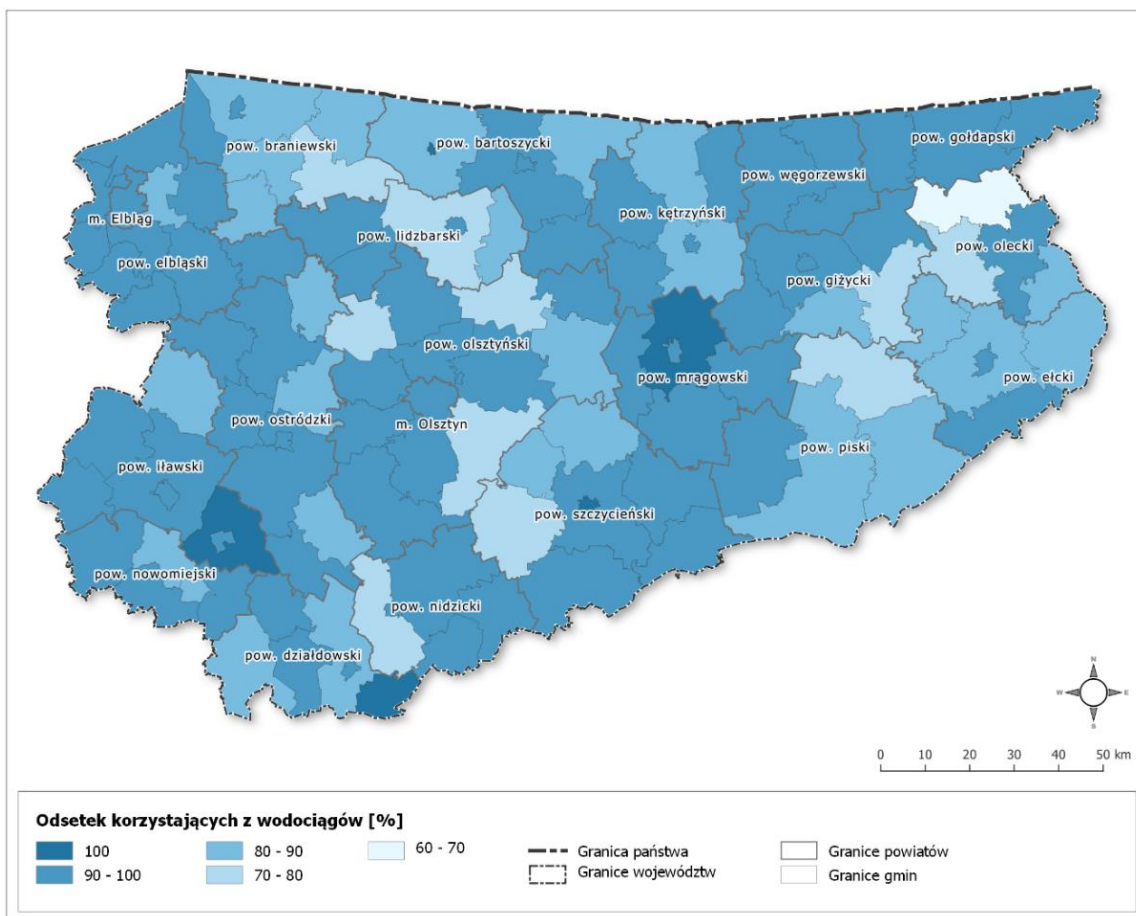 pow. gołdapski
pow. braniewski
pow. bartoszycki
pow. węgorzewski
m. Elbląg
pow. kętrzyński
pow. lidzbarski
pow. olecki
pow. elbląski
pow. giżycki
pow. olsztyński
pow. mrągowski
pow. ełcki
pow. ostródzki
m. Olsztyn
pow. piski
pow. iławski
pow. szczycieński
pow. nowomiejski
pow. nidzicki
pow. działdowski
N
W E
S
0 10 20 30 40 50 km
Odsetek korzystających z wodociągów [%]
100 80 - 90 60 - 70 Granica państwa Granice powiatów
90 - 100 70 - 80 Granice województw Granice gmin